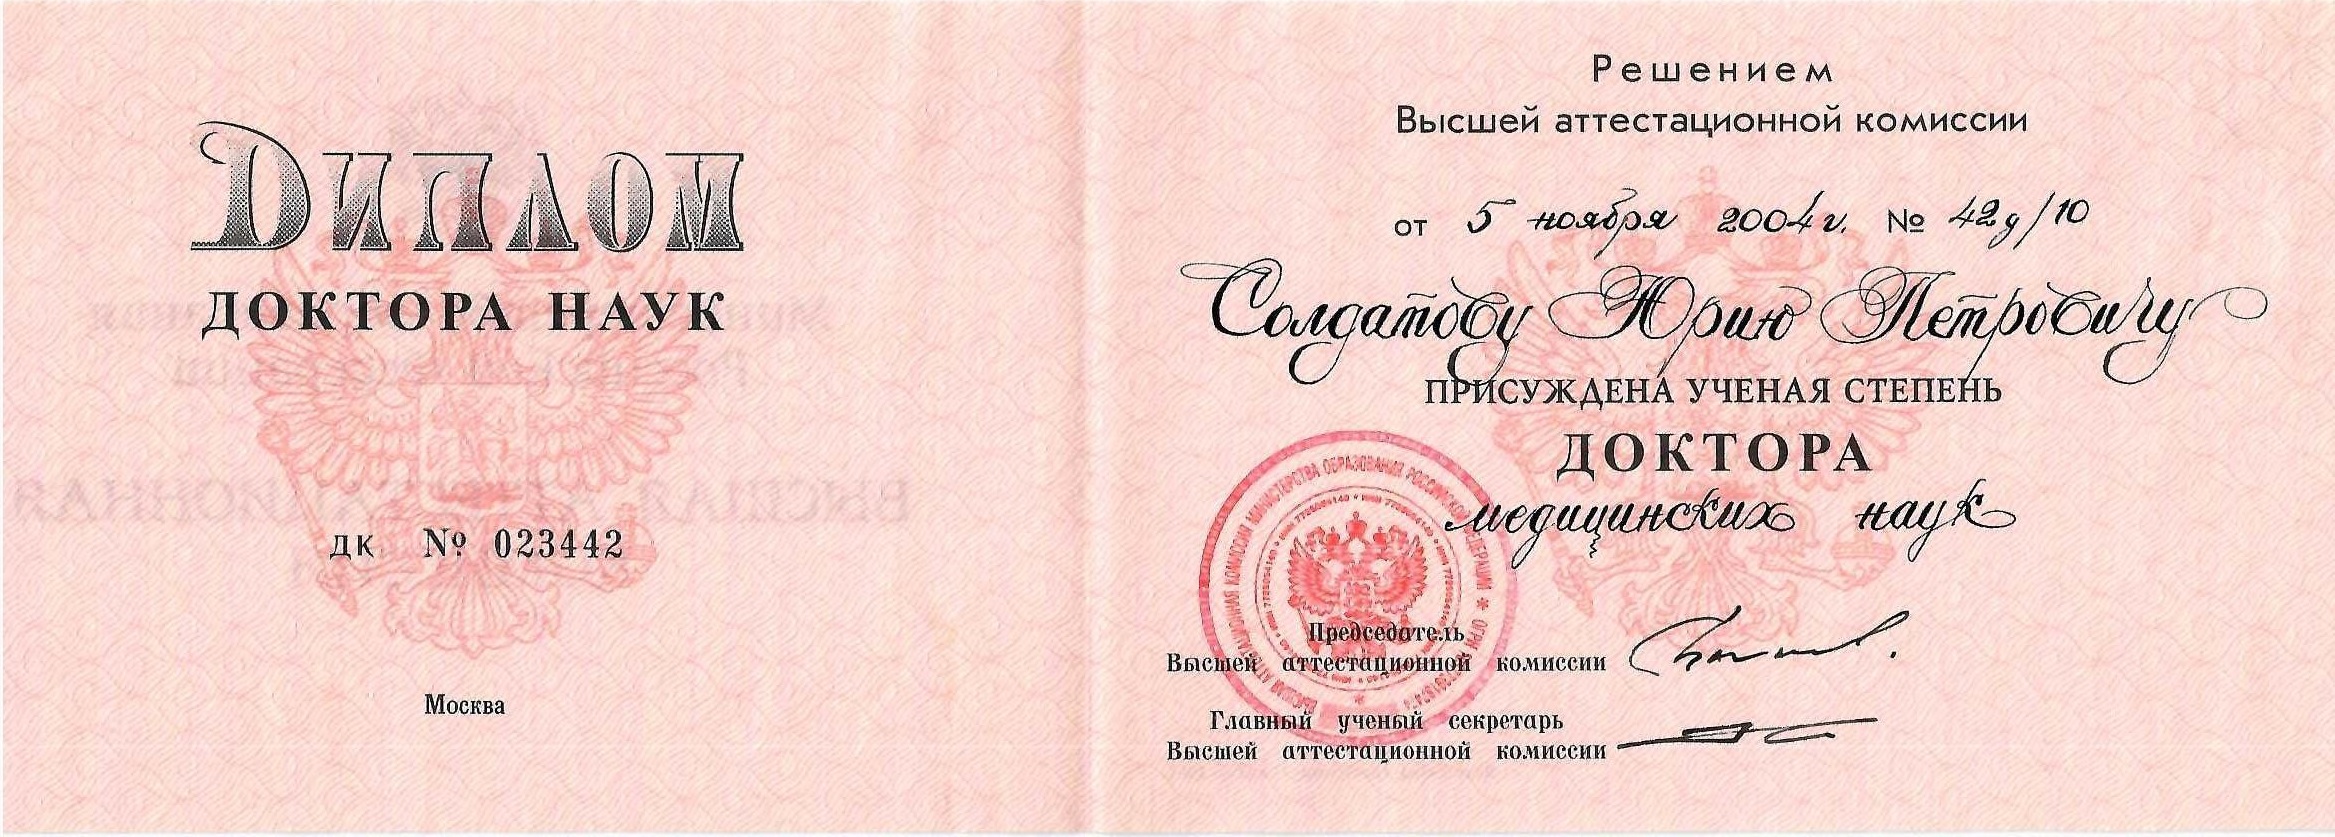 Диплом
ДОКТОРА НАУК
ДК № 023442
Москва
Решением
Высшей аттестационной комиссии
от 5 ноября 2004 г. № 42д/10
Солдатову Юрию Петровичу
ПРИСУЖДЕНА УЧЕНАЯ СТЕПЕНЬ
ДОКТОРА
медицинских наук
Председатель
Высшей аттестационной комиссии
Главный ученый секретарь
Высшей аттестационной комиссии
ВЫСШАЯ АТТЕСТАЦИОННАЯ КОМИССИЯ МИНИСТЕРСТВА ОБРАЗОВАНИЯ РОССИЙСКОЙ ФЕДЕРАЦИИ